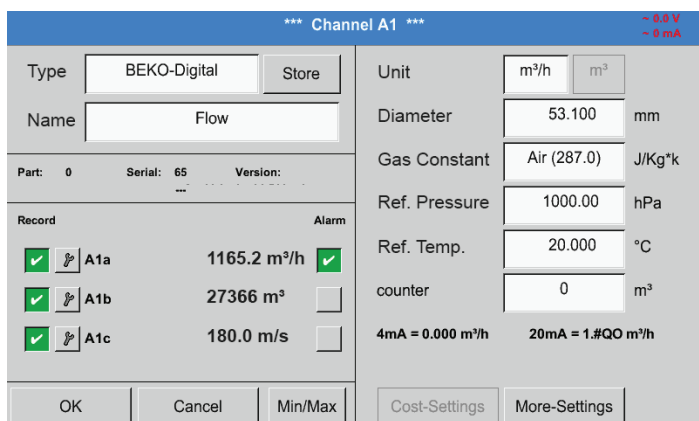 *** Channel A1 ***
~ 0.0 V
~ 0 mA
Type BEKO-Digital Store
Name Flow
Part: 0 Serial: 65 Version:
---
Record Alarm
A1a 1165.2 m³/h
A1b 27366 m³
A1c 180.0 m/s
OK Cancel Min/Max
Unit m³/h m³
Diameter 53.100 mm
Gas Constant Air (287.0) J/Kg*k
Ref. Pressure 1000.00 hPa
Ref. Temp. 20.000 °C
counter 0 m³
4mA = 0.000 m³/h 20mA = 1.#QO m³/h
Cost-Settings More-Settings